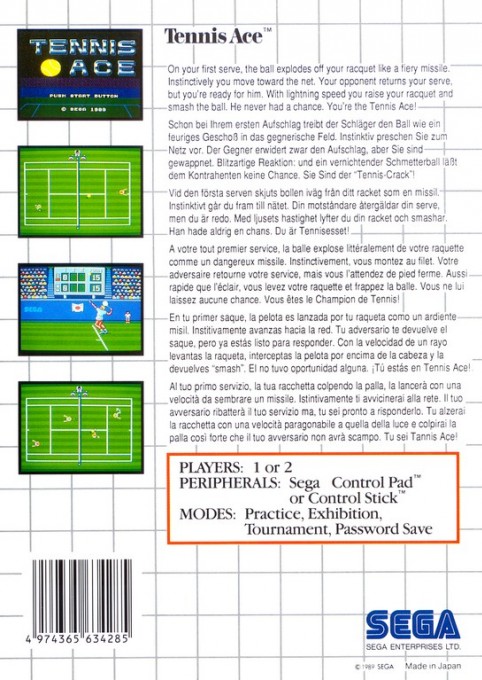 TENNIS
ACE
PUSH START BUTTON
© SEGA 1989
15
15
SEGA
Tennis Ace™
On your first serve, the ball explodes off your racquet like a fiery missile.
Instinctively you move toward the net. Your opponent returns your serve,
but you're ready for him. With lightning speed you raise your racquet and
smash the ball. He never had a chance. You're the Tennis Ace!
Schon bei Ihrem ersten Aufschlag treibt der Schläger den Ball wie ein
feuriges Geschoß in das gegnerische Feld. Instinktiv preschen Sie zum
Netz vor. Der Gegner erwidert zwar den Aufschlag, aber Sie sind
gewappnet. Blitzartige Reaktion: und ein vernichtender Schmetterball läßt
dem Kontrahenten keine Chance. Sie Sind der "Tennis-Crack"!
Vid den första serven skjuts bollen iväg från ditt racket som en missil.
Instinktivt går du fram till nätet. Din motståndare återgäldar din serve,
men du är redo. Med ljusets hastighet lyfter du din racket och smashar.
Han hade aldrig en chans. Du är Tennisesset!
A votre tout premier service, la balle explose littéralement de votre raquette
comme un dangereux missile. Instinctivement, vous montez au filet. Votre
adversaire retourne votre service, mais vous l'attendez de pied ferme. Aussi
rapide que l'éclair, vous levez votre raquette et frappez la balle. Vous ne lui
laissez aucune chance. Vous êtes le Champion de Tennis!
En tu primer saque, la pelota es lanzada por tu raqueta como un ardiente
misil. Institivamente avanzas hacia la red. Tu adversario te devuelve el
saque, pero ya estás listo para responder. Con la velocidad de un rayo
levantas la raqueta, interceptas la pelota por encima de la cabeza y la
devuelves "smash". El no tuvo oportunidad alguna. ¡Tú estás en Tennis Ace!
Al tuo primo servizio, la tua racchetta colpendo la palla, la lancerà con una
velocità da sembrare un missile. Istintivamente ti avvicinerai alla rete. Il tuo
avversario ribatterà il tuo servizio ma, tu sei pronto a risponderlo. Tu alzerai
la racchetta con una velocità paragonabile a quella della luce e colpirai la
palla così forte che il tuo avversario non avrà scampo. Tu sei Tannis Ace!
PLAYERS: 1 or 2
PERIPHERALS: Sega Control Pad™
or Control Stick™
MODES: Practice, Exhibition,
Tournament, Password Save
4 974365 634285
SEGA
SEGA ENTERPRISES LTD.
© 1989 SEGA Made in Japan